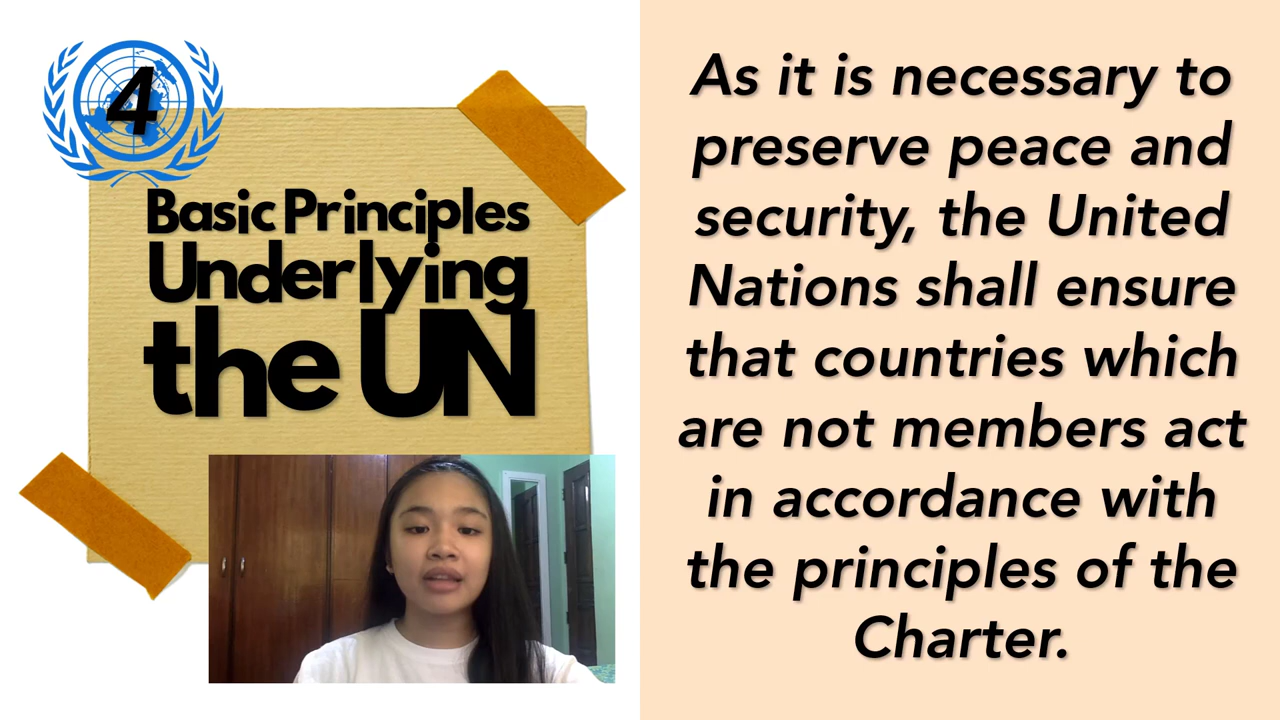 4
Basic Principles
Underlying
the UN
As it is necessary to
preserve peace and
security, the United
Nations shall ensure
that countries which
are not members act
in accordance with
the principles of the
Charter.